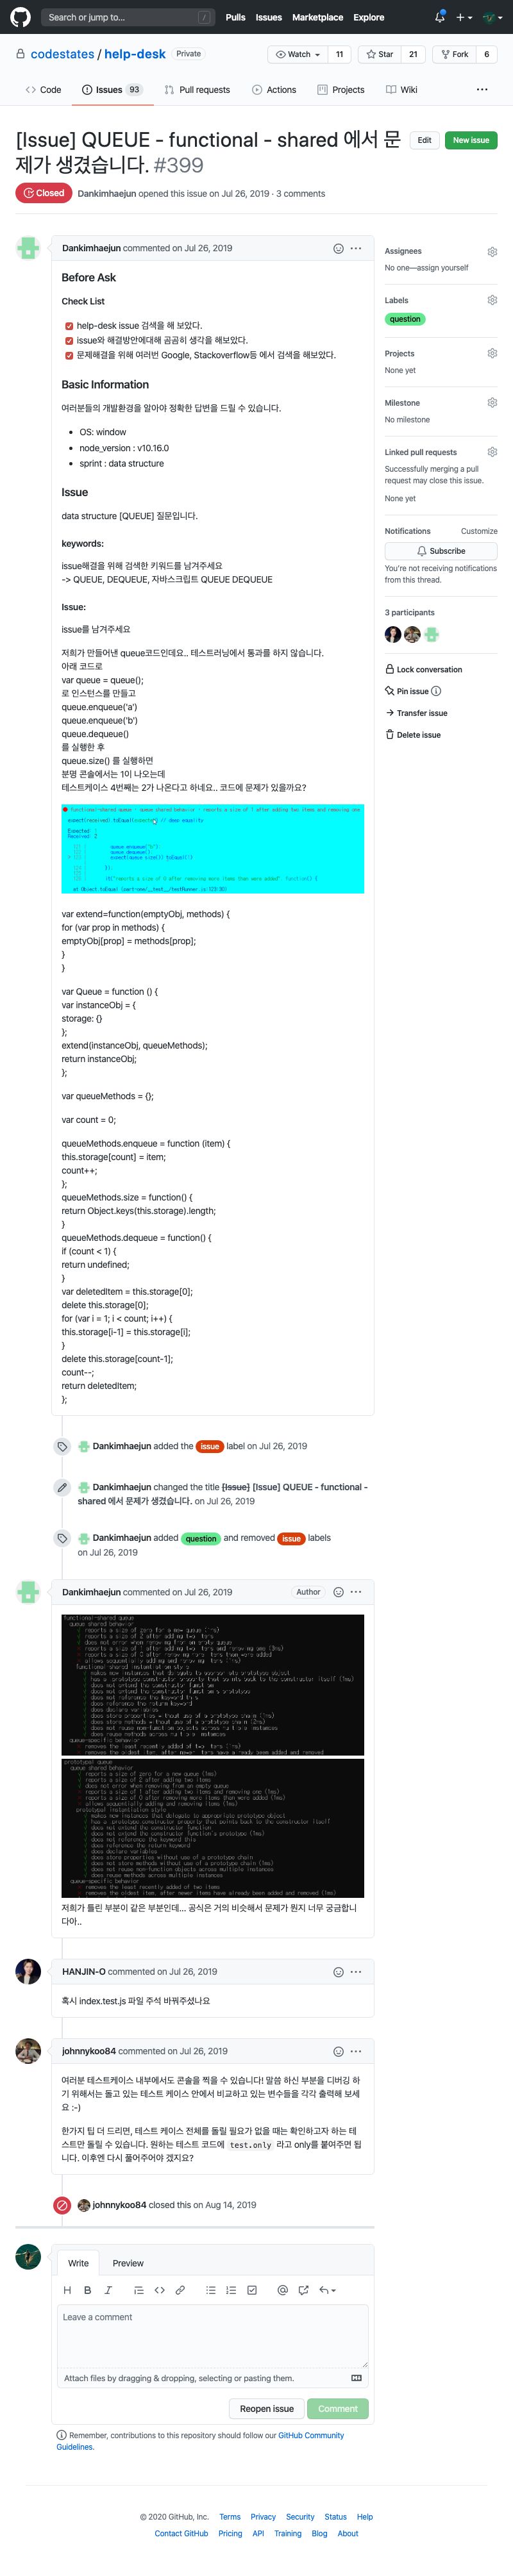 Search or jump to...
/
Pulls Issues Marketplace Explore
codestates / help-desk Private
Watch 11 Star 21 Fork 6
Code Issues 93 Pull requests Actions Projects Wiki
[Issue] QUEUE - functional - shared 에서 문
제가 생겼습니다. #399
Edit New issue
Closed Dankimhaejun opened this issue on Jul 26, 2019 · 3 comments
Dankimhaejun commented on Jul 26, 2019
Before Ask
Check List
help-desk issue 검색을 해 보았다.
issue와 해결방안에대해 곰곰히 생각을 해보았다.
문제해결을 위해 여러번 Google, Stackoverflow등 에서 검색을 해보았다.
Basic Information
여러분들의 개발환경을 알아야 정확한 답변을 드릴 수 있습니다.
OS: window
node_version : v10.16.0
sprint : data structure
Issue
data structure [QUEUE] 질문입니다.
keywords:
issue해결을 위해 검색한 키워드를 남겨주세요
-> QUEUE, DEQUEUE, 자바스크립트 QUEUE DEQUEUE
Issue:
issue를 남겨주세요
저희가 만들어낸 queue코드인데요.. 테스트러닝에서 통과를 하지 않습니다.
아래 코드로
var queue = queue();
로 인스턴스를 만들고
queue.enqueue('a')
queue.enqueue('b')
queue.dequeue()
를 실행한 후
queue.size() 를 실행하면
분명 콘솔에서는 1이 나오는데
테스트케이스 4번째는 2가 나온다고 하네요.. 코드에 문제가 있을까요?
var extend=function(emptyObj, methods) {
for (var prop in methods) {
emptyObj[prop] = methods[prop];
}
}
var Queue = function () {
var instanceObj = {
storage: {}
};
extend(instanceObj, queueMethods);
return instanceObj;
};
var queueMethods = {};
var count = 0;
queueMethods.enqueue = function (item) {
this.storage[count] = item;
count++;
};
queueMethods.size = function() {
return Object.keys(this.storage).length;
}
queueMethods.dequeue = function() {
if (count < 1) {
return undefined;
}
var deletedItem = this.storage[0];
delete this.storage[0];
for (var i = 1; i < count; i++) {
this.storage[i-1] = this.storage[i];
}
delete this.storage[count-1];
count--;
return deletedItem;
};
Assignees
No one—assign yourself
Labels
question
Projects
None yet
Milestone
No milestone
Linked pull requests
Successfully merging a pull
request may close this issue.
None yet
Notifications Customize
Subscribe
You're not receiving notifications
from this thread.
3 participants
Lock conversation
Pin issue
Transfer issue
Delete issue
Dankimhaejun added the issue label on Jul 26, 2019
Dankimhaejun changed the title [Issue] [Issue] QUEUE - functional -
shared 에서 문제가 생겼습니다. on Jul 26, 2019
Dankimhaejun added question and removed issue labels
on Jul 26, 2019
Dankimhaejun commented on Jul 26, 2019 Author
저희가 틀린 부분이 같은 부분인데... 공식은 거의 비슷해서 문제가 뭔지 너무 궁금합니
다아..
HANJIN-O commented on Jul 26, 2019
혹시 index.test.js 파일 주석 바꿔주셨나요
johnnykoo84 commented on Jul 26, 2019
여러분 테스트케이스 내부에서도 콘솔을 찍을 수 있습니다! 말씀 하신 부분을 디버깅 하
기 위해서는 돌고 있는 테스트 케이스 안에서 비교하고 있는 변수들을 각각 출력해 보세
요 :-)
한가지 팁 더 드리면, 테스트 케이스 전체를 돌릴 필요가 없을 때는 확인하고자 하는 테
스트만 돌릴 수 있습니다. 원하는 테스트 코드에 test.only 라고 only를 붙여주면 됩
니다. 이후엔 다시 풀어주어야 겠지요?
johnnykoo84 closed this on Aug 14, 2019
Write Preview
Leave a comment
Attach files by dragging & dropping, selecting or pasting them.
Reopen issue Comment
Remember, contributions to this repository should follow our GitHub Community
Guidelines.
© 2020 GitHub, Inc. Terms Privacy Security Status Help
Contact GitHub Pricing API Training Blog About